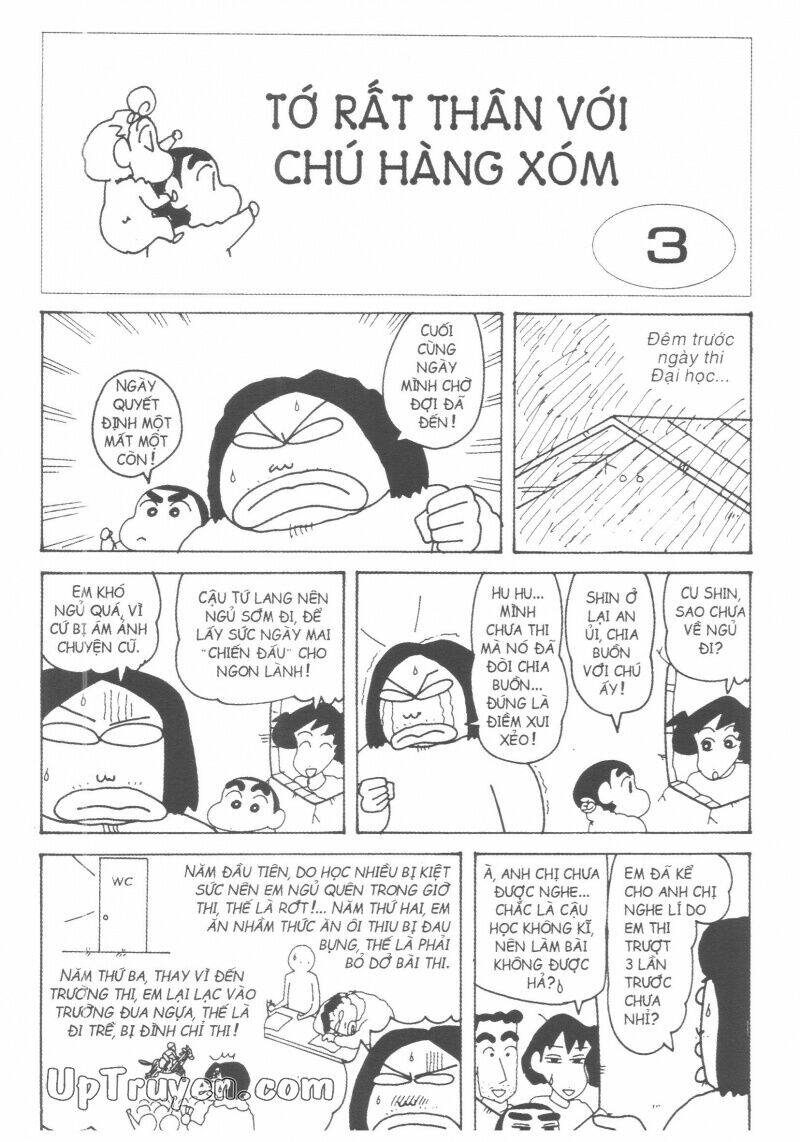 TỚ RẤT THÂN VỚI
CHÚ HÀNG XÓM
3
Đêm trước
ngày thi
Đại học...
CUỐI
CÙNG
NGÀY
MÌNH CHỜ
ĐỢI ĐÃ
ĐẾN!
NGÀY
QUYẾT
ĐỊNH MỘT
MẤT MỘT
CÒN!
CU SHIN,
SAO CHƯA
VỀ NGỦ
ĐI?
SHIN Ở
LẠI AN
ỦI, CHIA
BUỒN
VỚI CHÚ
ẤY!
HU HU...
MÌNH
CHƯA THI
MÀ NÓ ĐÃ
ĐÒI CHIA
BUỒN...
ĐÚNG LÀ
ĐIỀM XUI
XẺO!
CẬU TỨ LANG NÊN
NGỦ SỚM ĐI, ĐỂ
LẤY SỨC NGÀY MAI
"CHIẾN ĐẤU" CHO
NGON LÀNH!
EM KHÓ
NGỦ QUÁ, VÌ
CỨ BỊ ÁM ẢNH
CHUYỆN CŨ.
EM ĐÃ KỂ
CHO ANH CHỊ
NGHE LÍ DO
EM THI
TRƯỢT
3 LẦN
TRƯỚC
CHƯA
NHỈ?
À, ANH CHỊ CHƯA
ĐƯỢC NGHE...
CHẮC LÀ CẬU
HỌC KHÔNG KĨ,
NÊN LÀM BÀI
KHÔNG ĐƯỢC
HẢ?
NĂM ĐẦU TIÊN, DO HỌC NHIỀU BỊ KIỆT
SỨC NÊN EM NGỦ QUÊN TRONG GIỜ
THI, THẾ LÀ RỚT!... NĂM THỨ HAI, EM
ĂN NHẦM THỨC ĂN ÔI THIU BỊ ĐAU
BỤNG, THẾ LÀ PHẢI
BỎ DỞ BÀI THI.
WC
NĂM THỨ BA, THAY VÌ ĐẾN
TRƯỜNG THI, EM LẠI LẠC VÀO
TRƯỜNG ĐUA NGỰA, THẾ LÀ
ĐI TRỄ, BỊ ĐÌNH CHỈ THI!
UpTruyen.com